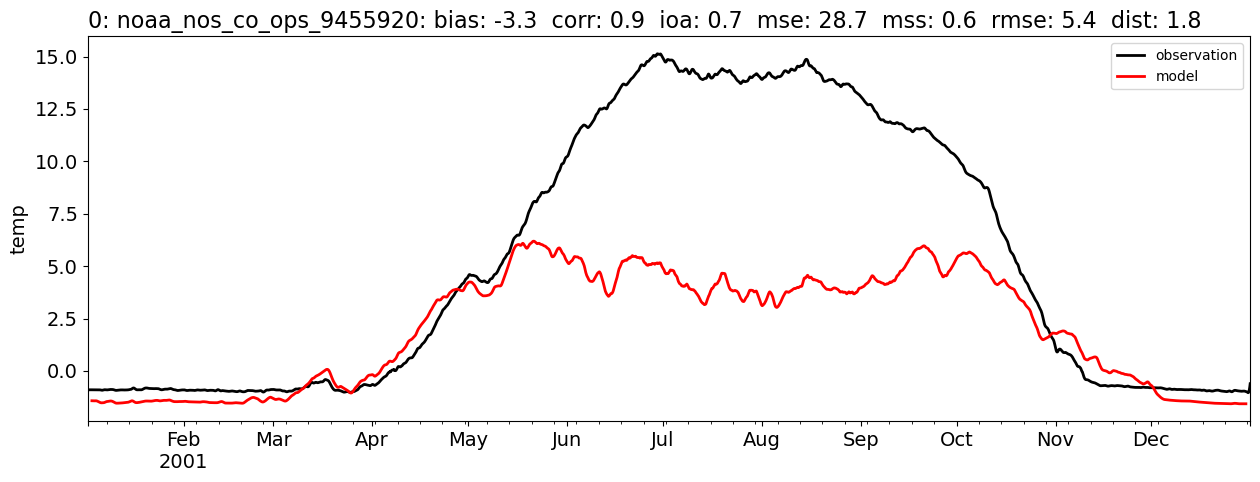 0: noaa_nos_co_ops_9455920: bias: -3.3  corr: 0.9  ioa: 0.7  mse: 28.7  mss: 0.6  rmse: 5.4  dist: 1.8
observation
model
temp
15.0
12.5
10.0
7.5
5.0
2.5
0.0
Feb Mar Apr May Jun Jul Aug Sep Oct Nov Dec
2001